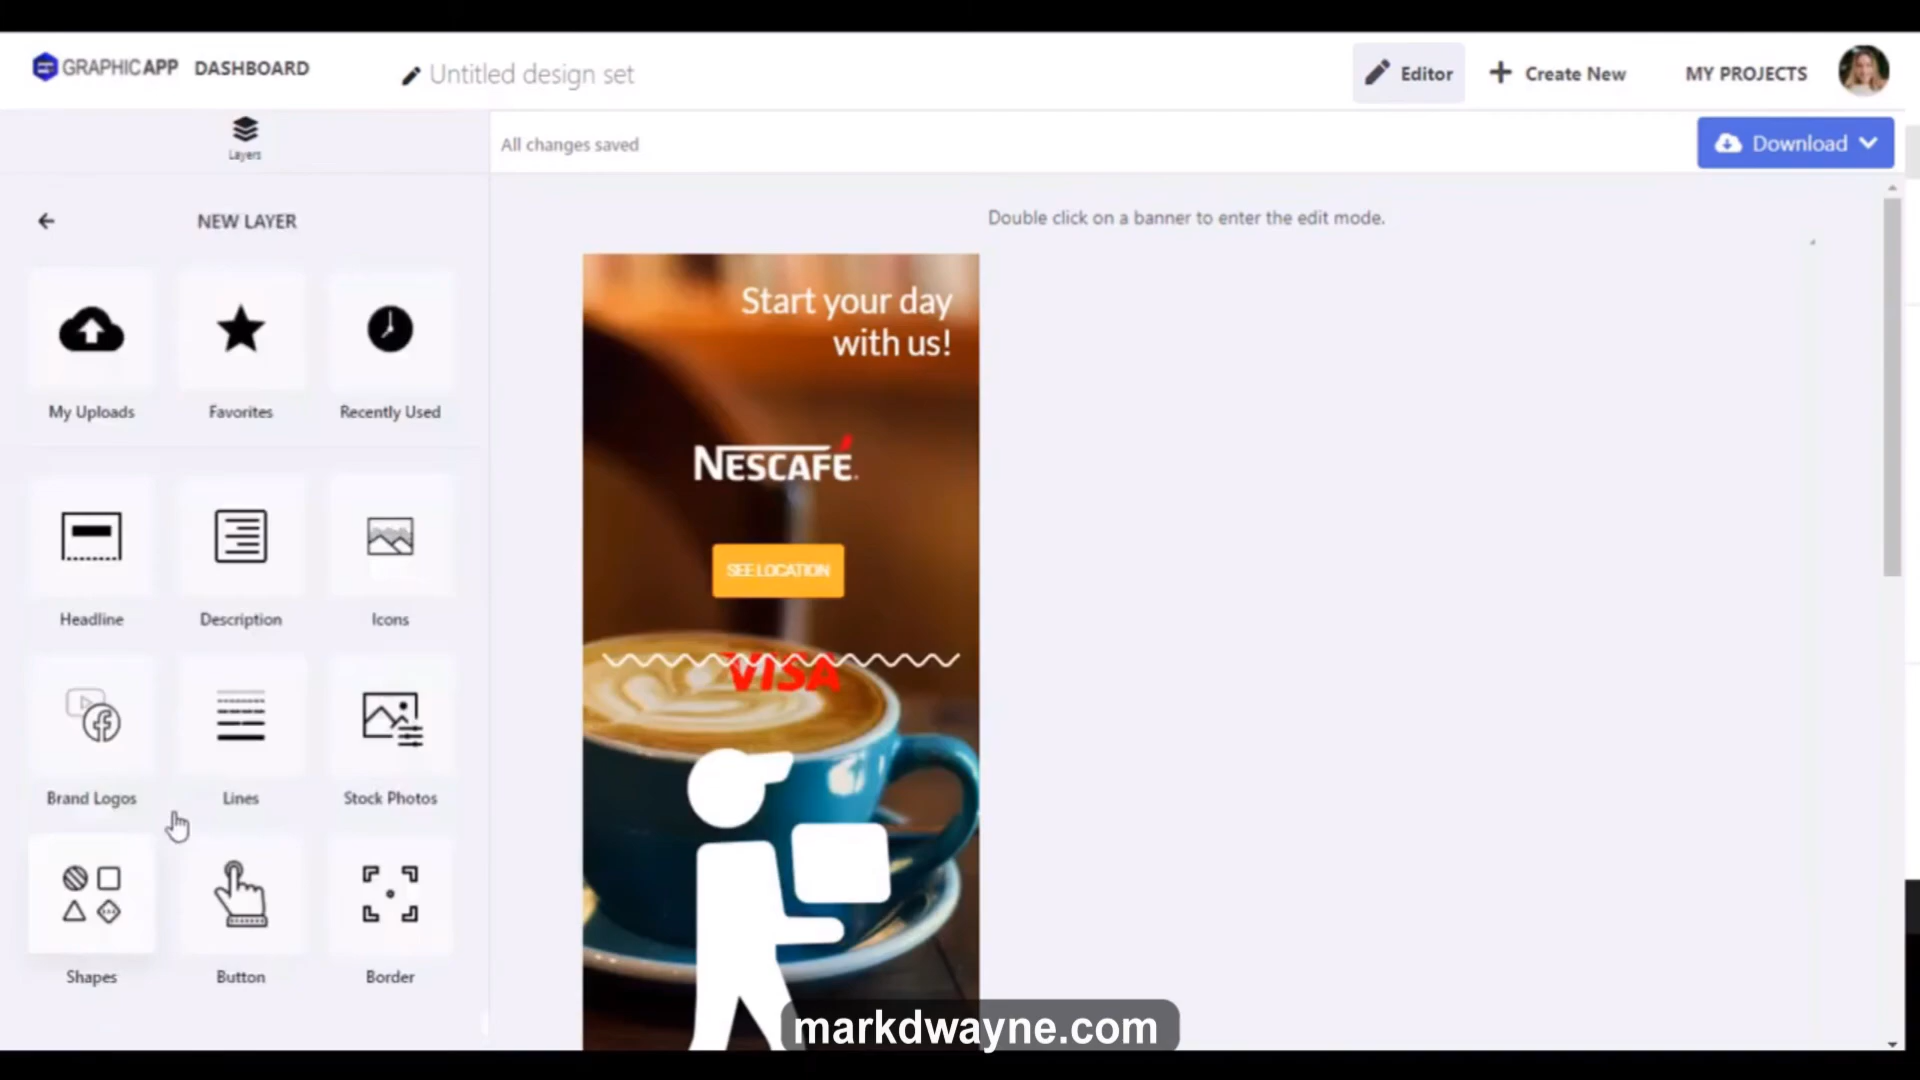 GRAPHICAPP DASHBOARD
Untitled design set
Editor
Create New
MY PROJECTS
Layers
All changes saved
Download
NEW LAYER
Double click on a banner to enter the edit mode.
My Uploads
Favorites
Recently Used
Headline
Description
Icons
Brand Logos
Lines
Stock Photos
Shapes
Button
Border
Start your day
with us!
NESCAFÉ.
SEE LOCATION
VISA
markdwayne.com